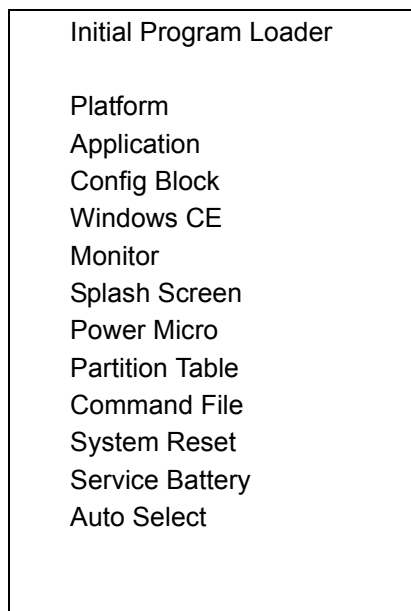 Initial Program Loader
Platform
Application
Config Block
Windows CE
Monitor
Splash Screen
Power Micro
Partition Table
Command File
System Reset
Service Battery
Auto Select